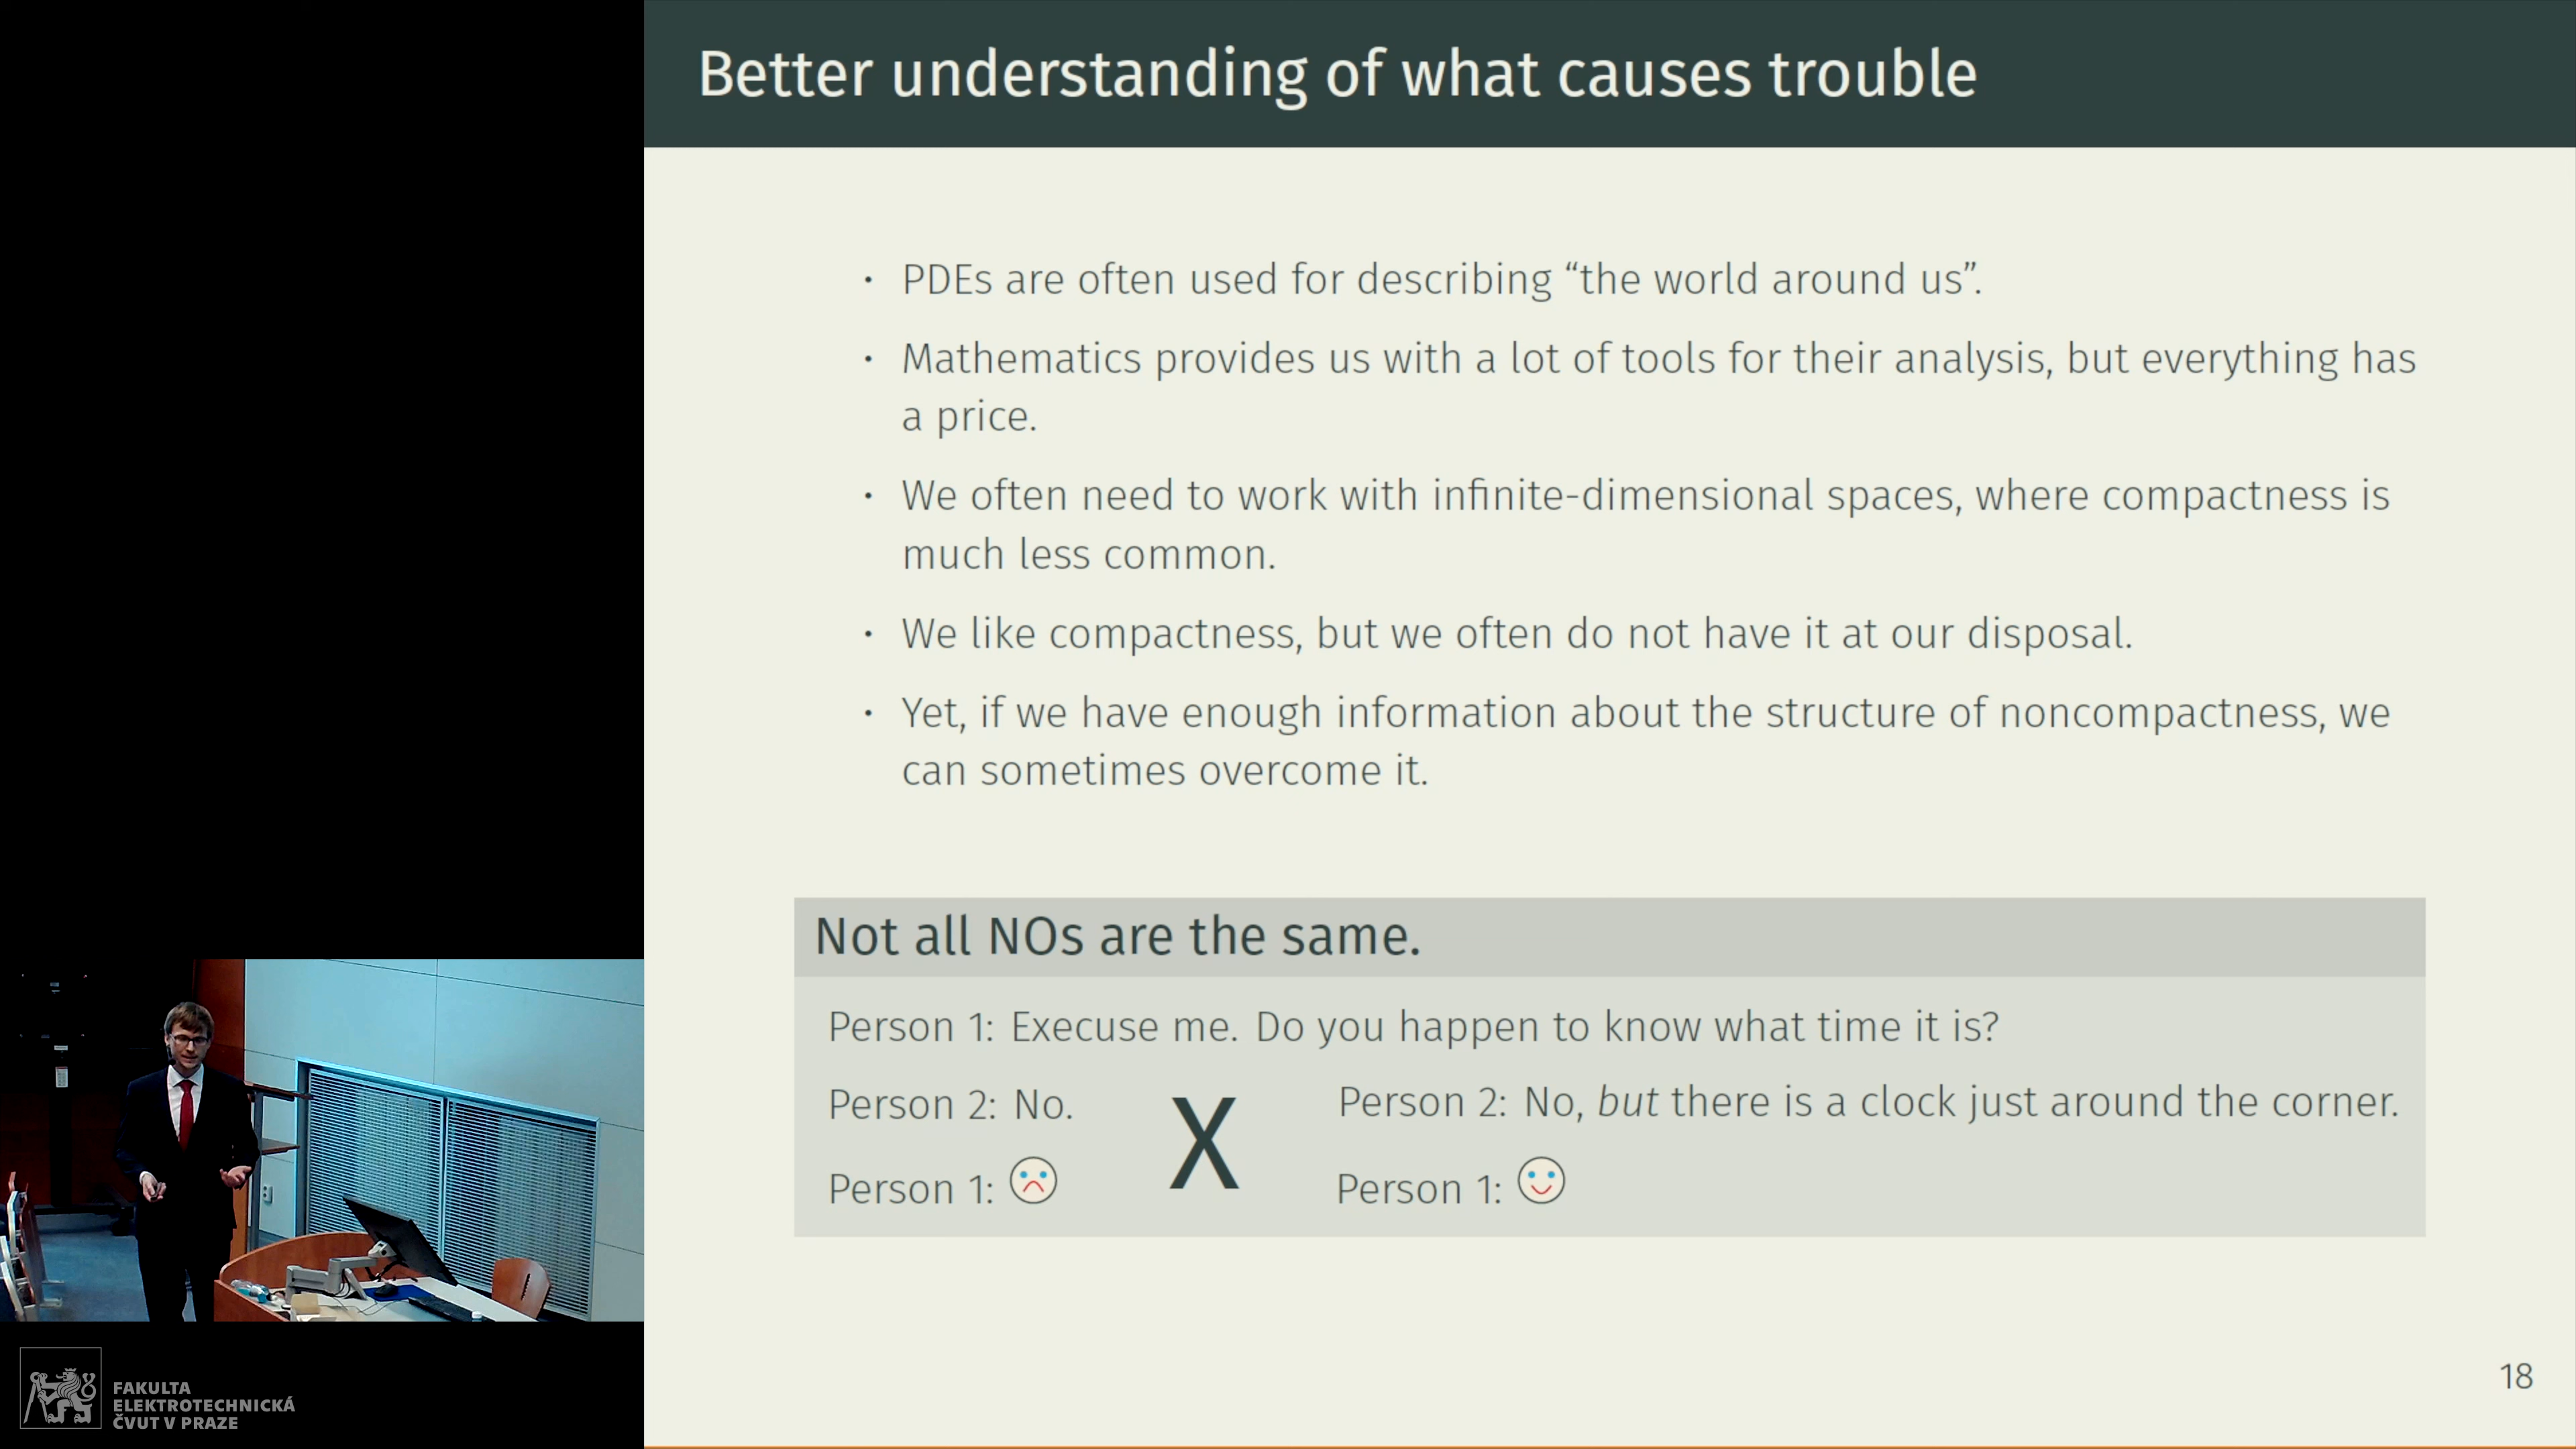 Better understanding of what causes trouble
• PDEs are often used for describing “the world around us”.
• Mathematics provides us with a lot of tools for their analysis, but everything has
a price.
• We often need to work with infinite-dimensional spaces, where compactness is
much less common.
• We like compactness, but we often do not have it at our disposal.
• Yet, if we have enough information about the structure of noncompactness, we
can sometimes overcome it.
Not all NOs are the same.
Person 1: Execuse me. Do you happen to know what time it is?
Person 2: No.
Person 1:
X
Person 2: No, but there is a clock just around the corner.
Person 1:
18
FAKULTA
ELEKTROTECHNICKÁ
ČVUT V PRAZE